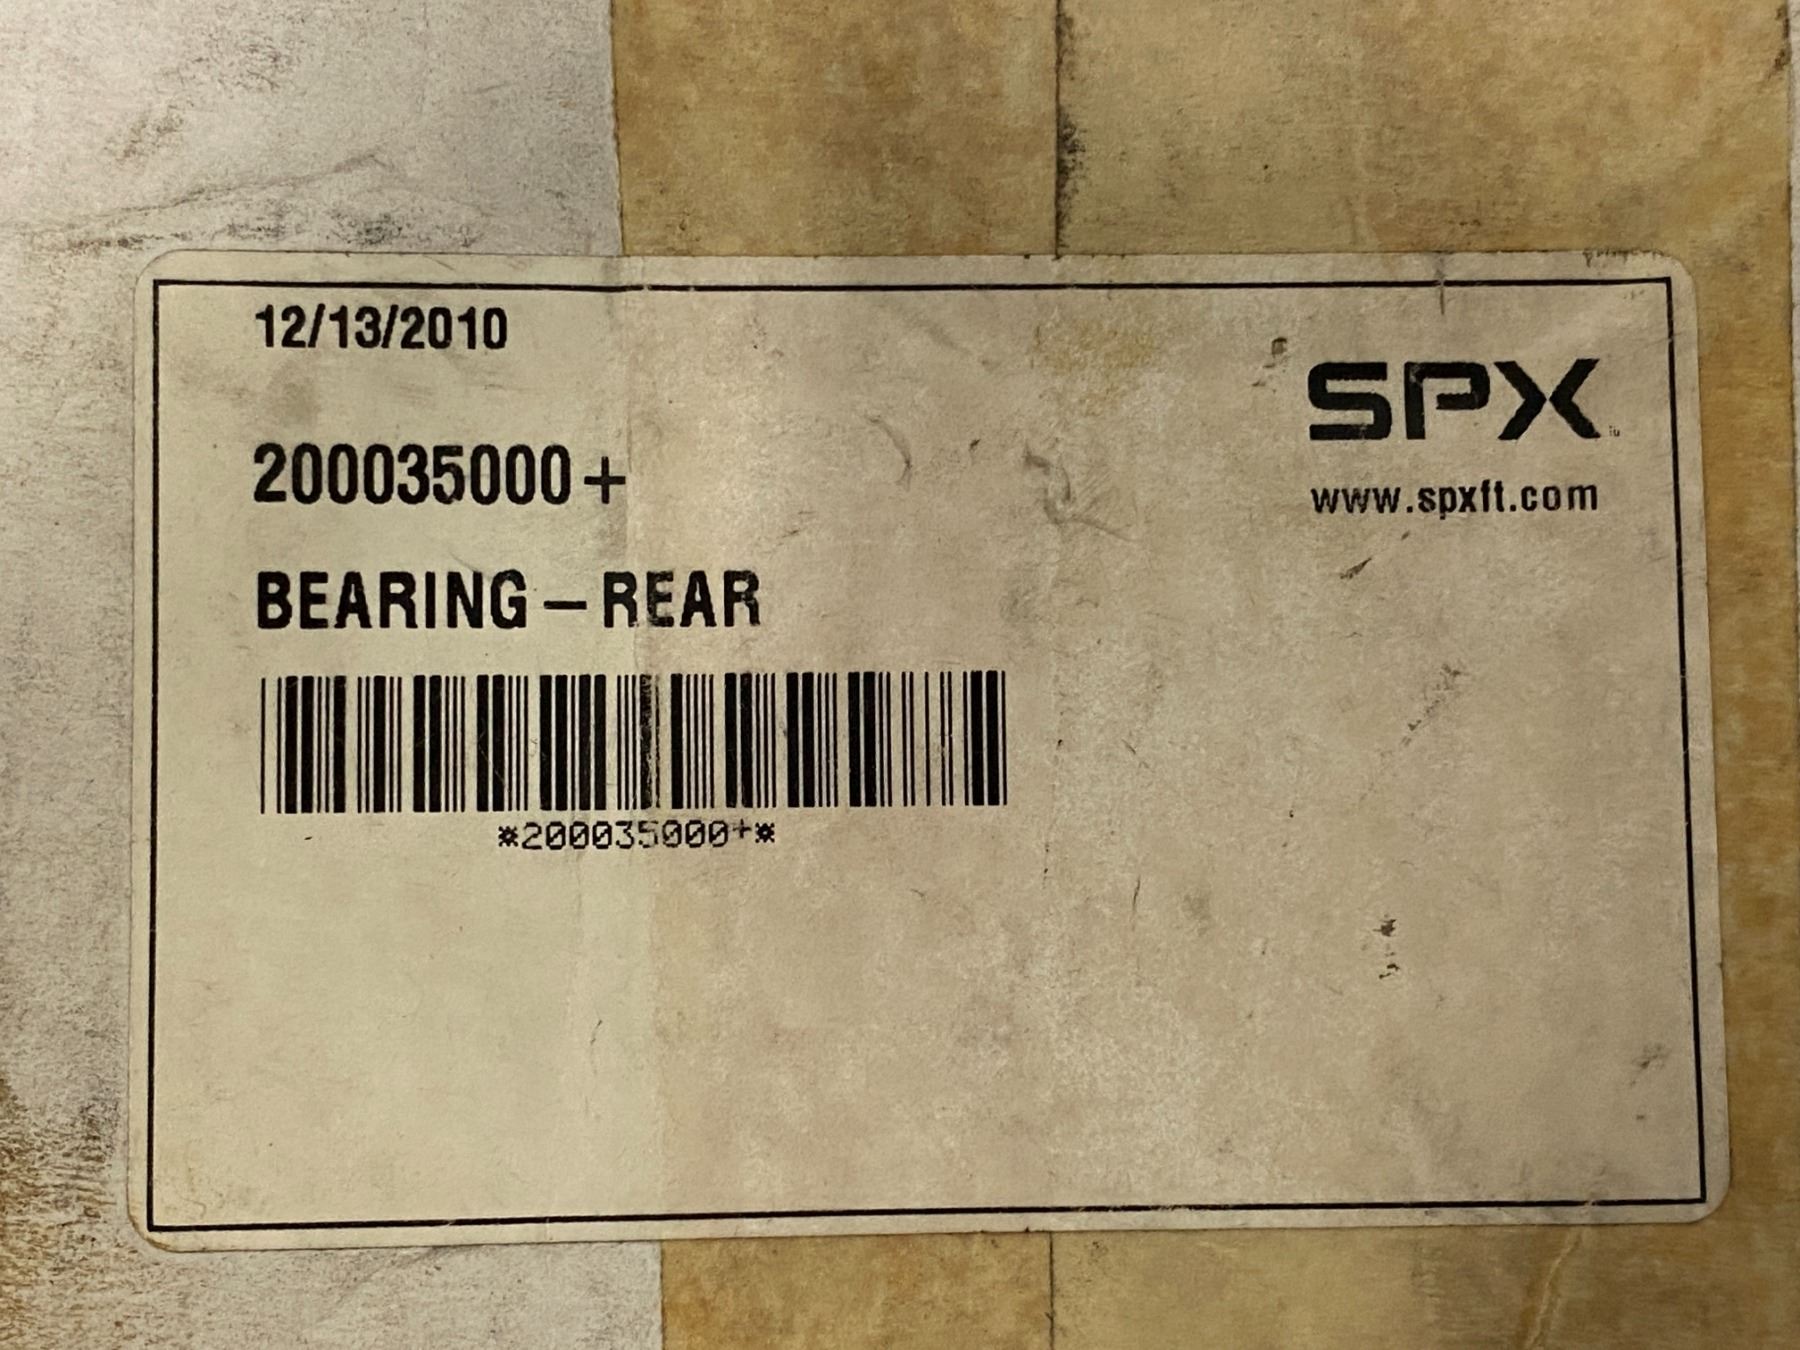 12/13/2010
SPX
www.spxft.com
200035000+
BEARING – REAR
*200035000+*